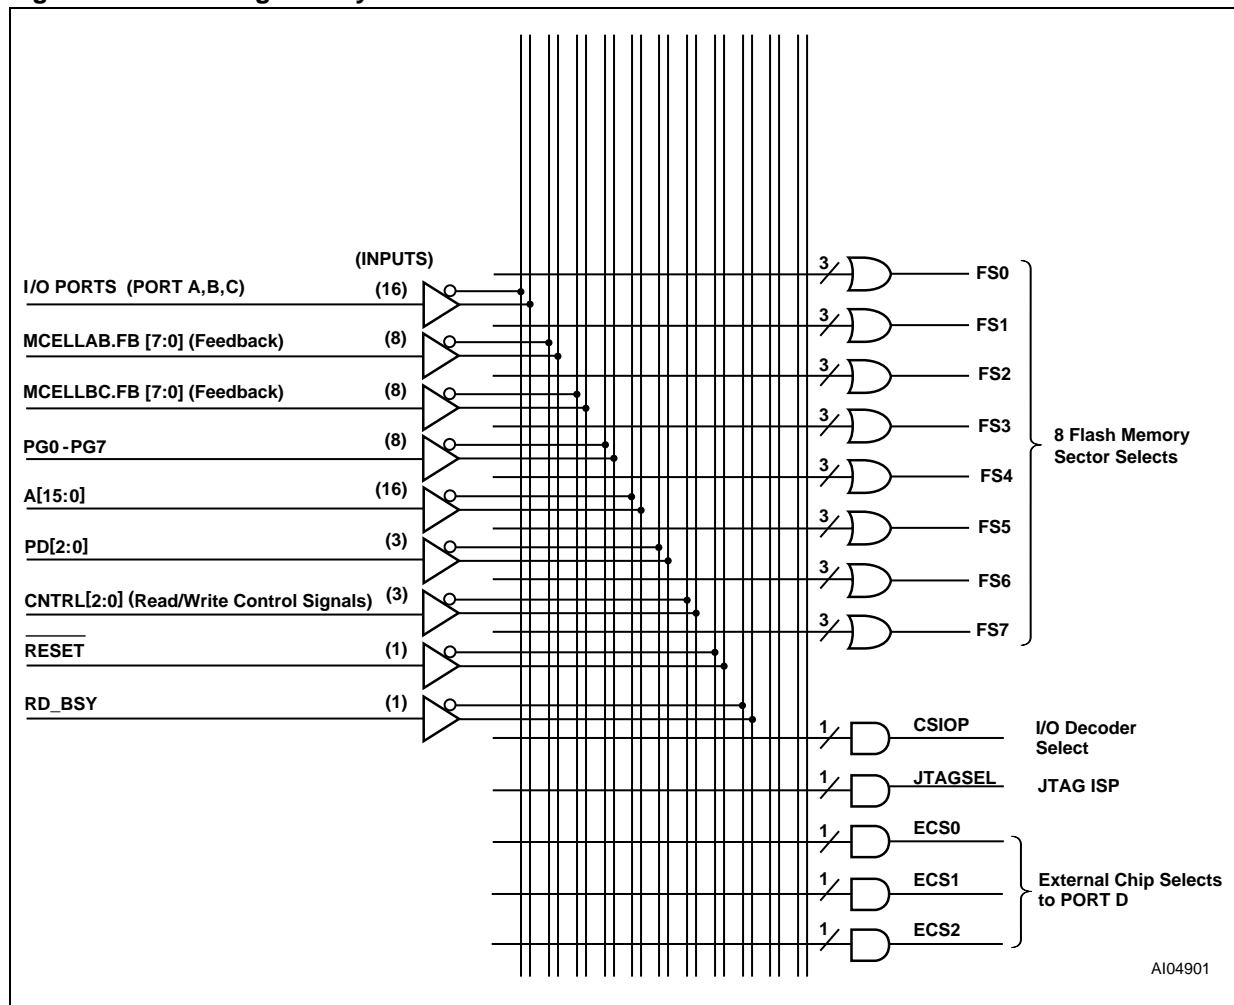 (INPUTS)
I/O PORTS (PORT A,B,C) (16)
MCELLAB.FB [7:0] (Feedback) (8)
MCELLBC.FB [7:0] (Feedback) (8)
PG0 -PG7 (8)
A[15:0] (16)
PD[2:0] (3)
CNTRL[2:0] (Read/Write Control Signals) (3)
RESET (1)
RD_BSY (1)
3 FS0
3 FS1
3 FS2
3 FS3
3 FS4
3 FS5
3 FS6
3 FS7
8 Flash Memory
Sector Selects
1 CSIOP
I/O Decoder
Select
1 JTAGSEL
JTAG ISP
1 ECS0
1 ECS1
1 ECS2
External Chip Selects
to PORT D
AI04901